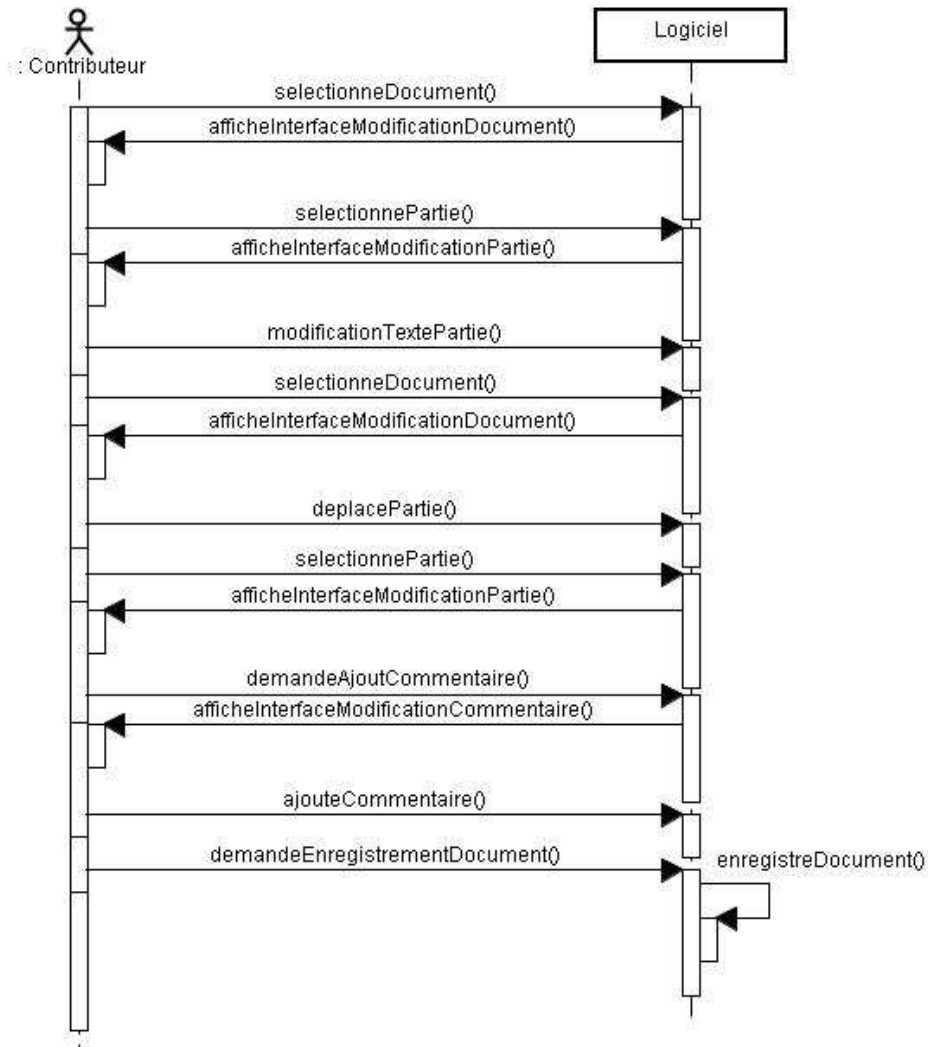 : Contributeur
Logiciel
selectionneDocument()
afficheInterfaceModificationDocument()
selectionnePartie()
afficheInterfaceModificationPartie()
modificationTextePartie()
selectionneDocument()
afficheInterfaceModificationDocument()
deplacePartie()
selectionnePartie()
afficheInterfaceModificationPartie()
demandeAjoutCommentaire()
afficheInterfaceModificationCommentaire()
ajouteCommentaire()
demandeEnregistrementDocument()
enregistreDocument()